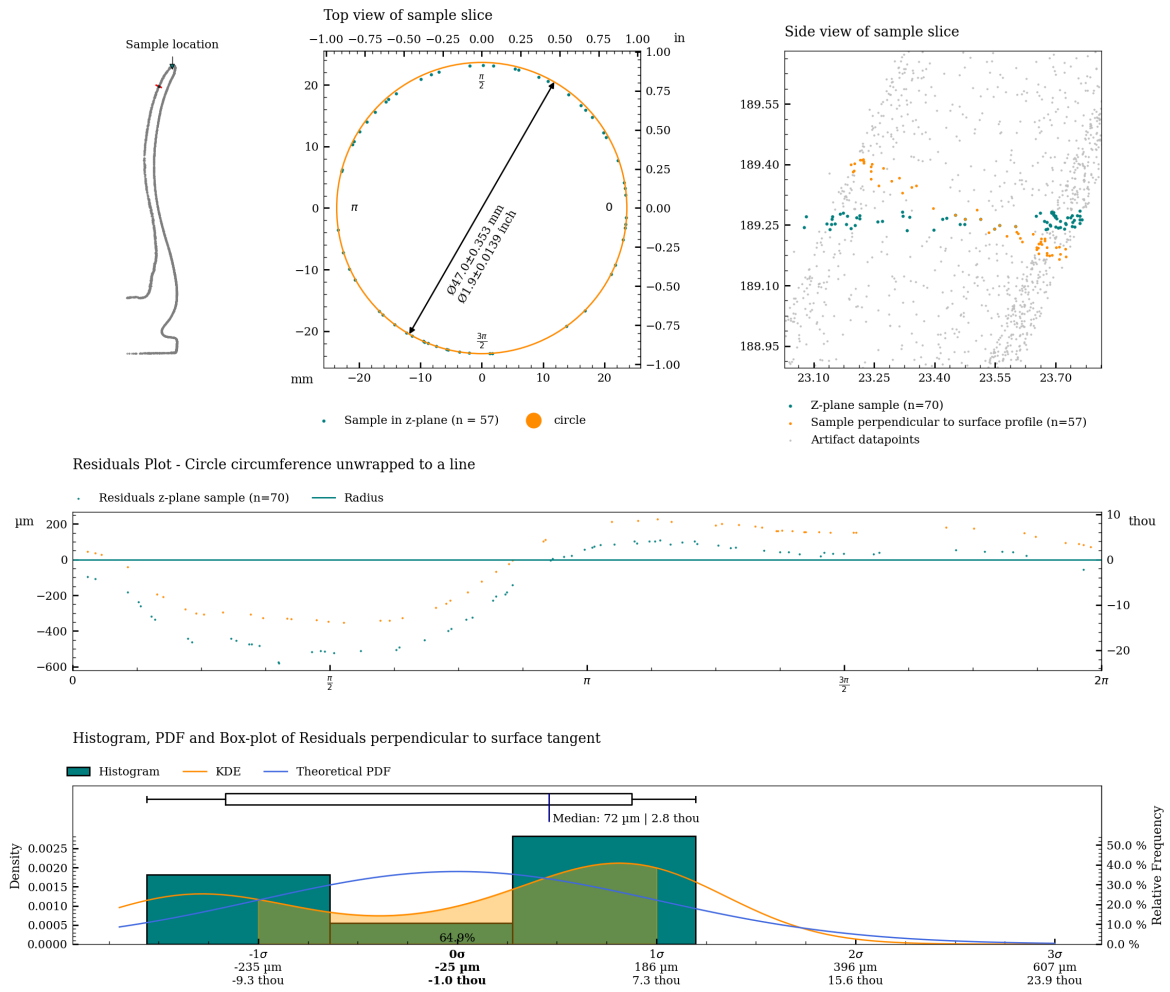 Sample location
Top view of sample slice
−1.00 −0.75 −0.50 −0.25 0.00 0.25 0.50 0.75 1.00 in
20
10
0
−10
−20
mm
−20 −10 0 10 20
1.00
0.75
0.50
0.25
0.00
−0.25
−0.50
−0.75
−1.00
π/2
π
0
3π/2
Ø47.0±0.353 mm
Ø1.9±0.0139 inch
Sample in z-plane (n = 57) circle
Side view of sample slice
189.55
189.40
189.25
189.10
188.95
23.10 23.25 23.40 23.55 23.70
Z-plane sample (n=70)
Sample perpendicular to surface profile (n=57)
Artifact datapoints
Residuals Plot - Circle circumference unwrapped to a line
Residuals z-plane sample (n=70) Radius
µm
200
0
−200
−400
−600
thou
10
0
−10
−20
0 π/2 π 3π/2 2π
Histogram, PDF and Box-plot of Residuals perpendicular to surface tangent
Histogram KDE Theoretical PDF
Median: 72 µm | 2.8 thou
Density
0.0025
0.0020
0.0015
0.0010
0.0005
0.0000
64.9%
50.0 %
40.0 %
30.0 %
20.0 %
10.0 %
0.0 %
Relative Frequency
-1σ 0σ 1σ 2σ 3σ
-235 µm -25 µm 186 µm 396 µm 607 µm
-9.3 thou -1.0 thou 7.3 thou 15.6 thou 23.9 thou